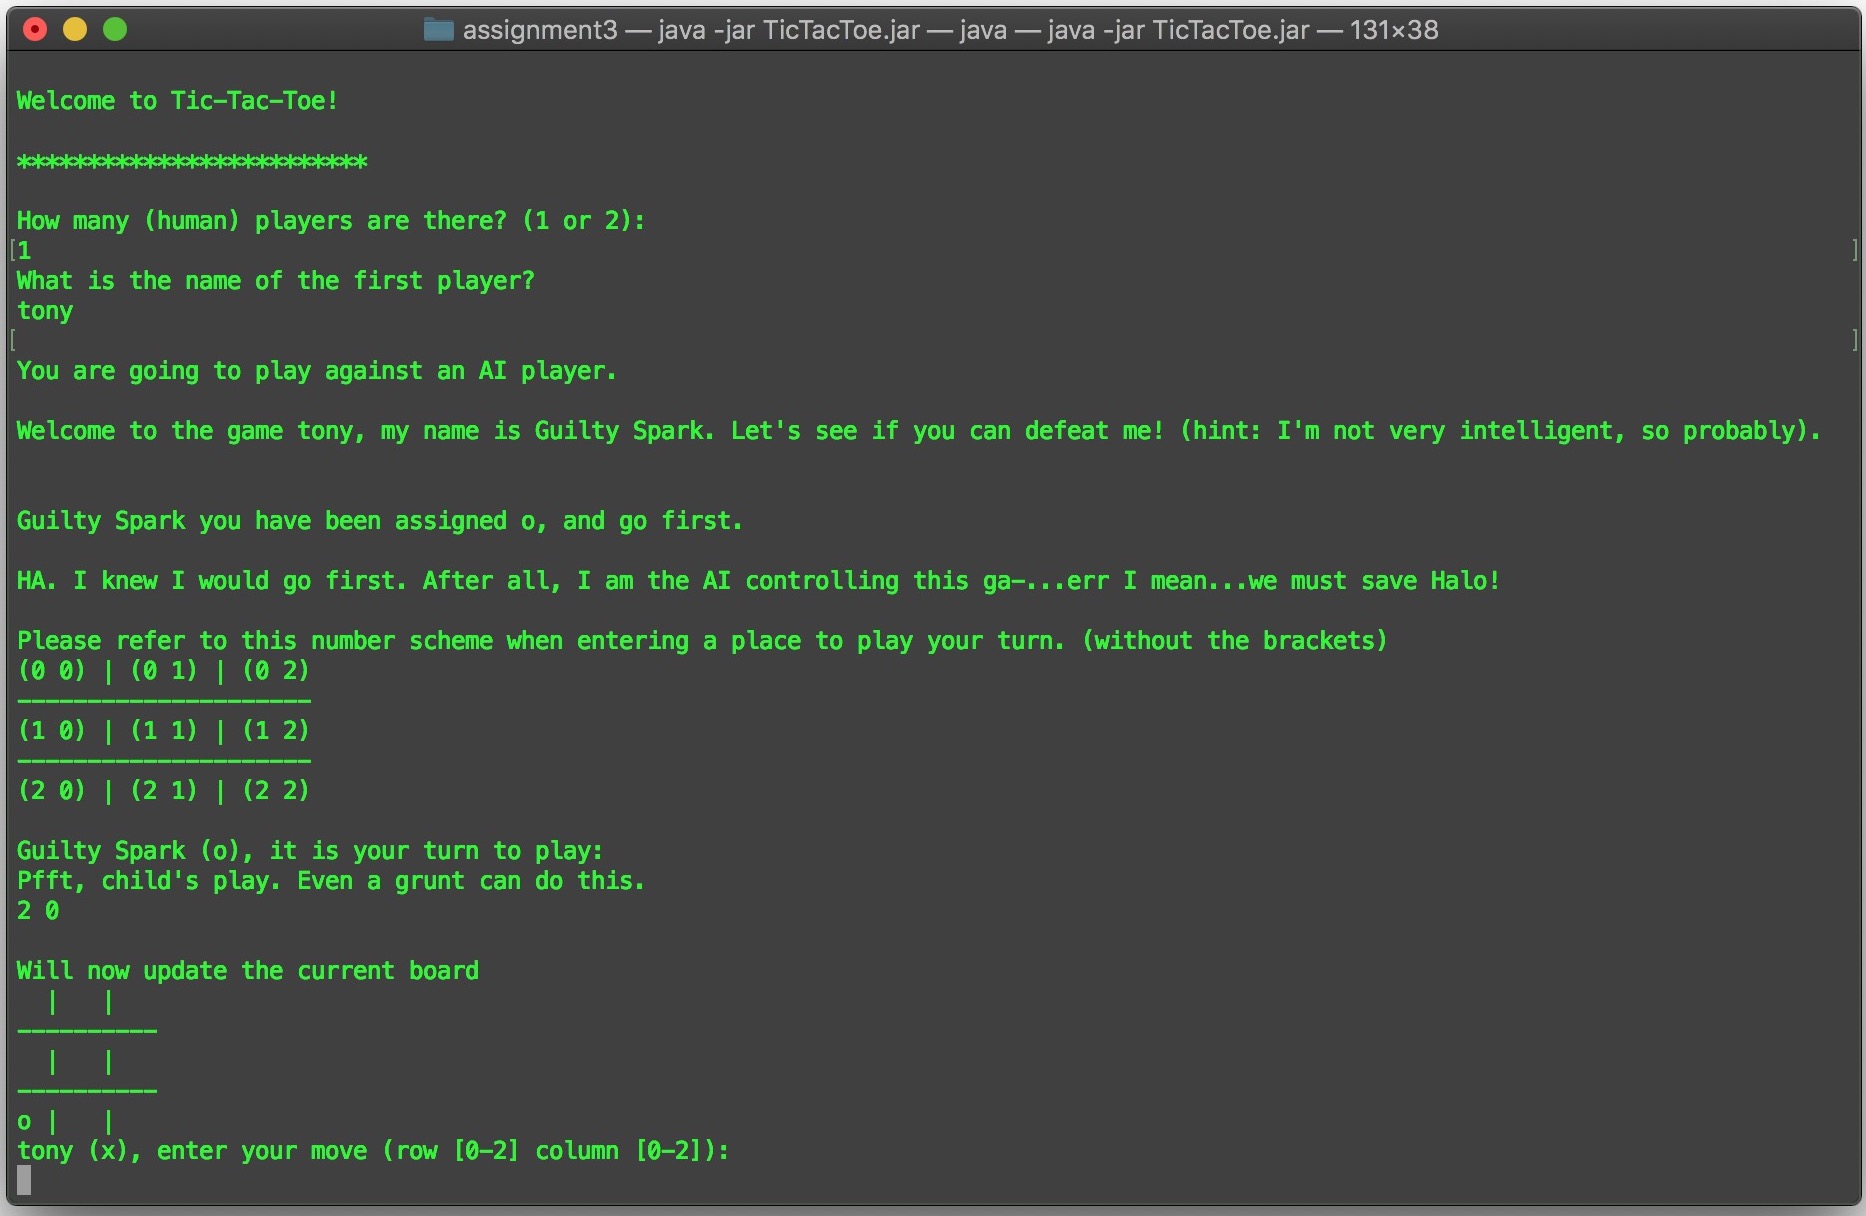 assignment3 — java -jar TicTacToe.jar — java — java -jar TicTacToe.jar — 131×38
Welcome to Tic-Tac-Toe!
*************************
How many (human) players are there? (1 or 2):
[1 ]
What is the name of the first player?
tony
[ ]
You are going to play against an AI player.
Welcome to the game tony, my name is Guilty Spark. Let's see if you can defeat me! (hint: I'm not very intelligent, so probably).
Guilty Spark you have been assigned o, and go first.
HA. I knew I would go first. After all, I am the AI controlling this ga-...err I mean...we must save Halo!
Please refer to this number scheme when entering a place to play your turn. (without the brackets)
(0 0) | (0 1) | (0 2)
---------------------
(1 0) | (1 1) | (1 2)
---------------------
(2 0) | (2 1) | (2 2)
Guilty Spark (o), it is your turn to play:
Pfft, child's play. Even a grunt can do this.
2 0
Will now update the current board
  |   |
----------
  |   |
----------
o |   |
tony (x), enter your move (row [0-2] column [0-2]):